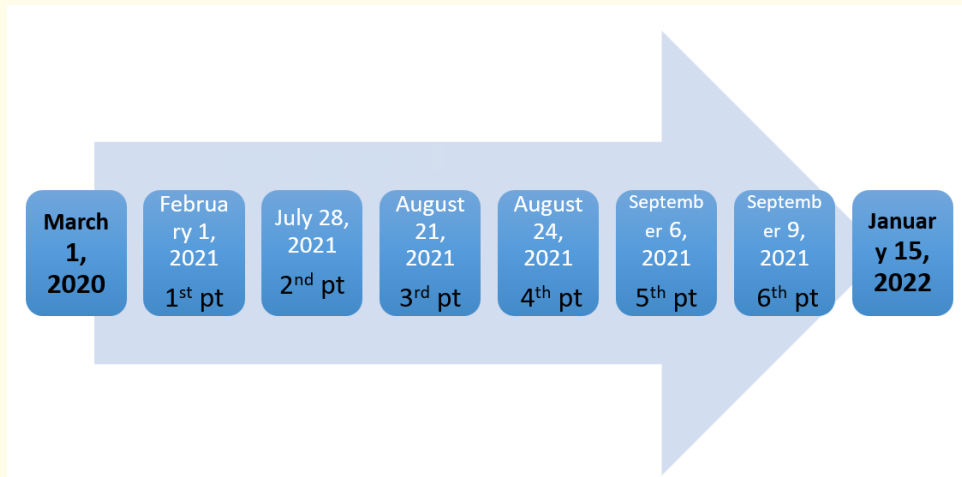 March
1,
2020
Februa
ry 1,
2021
1st pt
July 28,
2021
2nd pt
August
21,
2021
3rd pt
August
24,
2021
4th pt
Septemb
er 6,
2021
5th pt
Septemb
er 9,
2021
6th pt
Januar
y 15,
2022